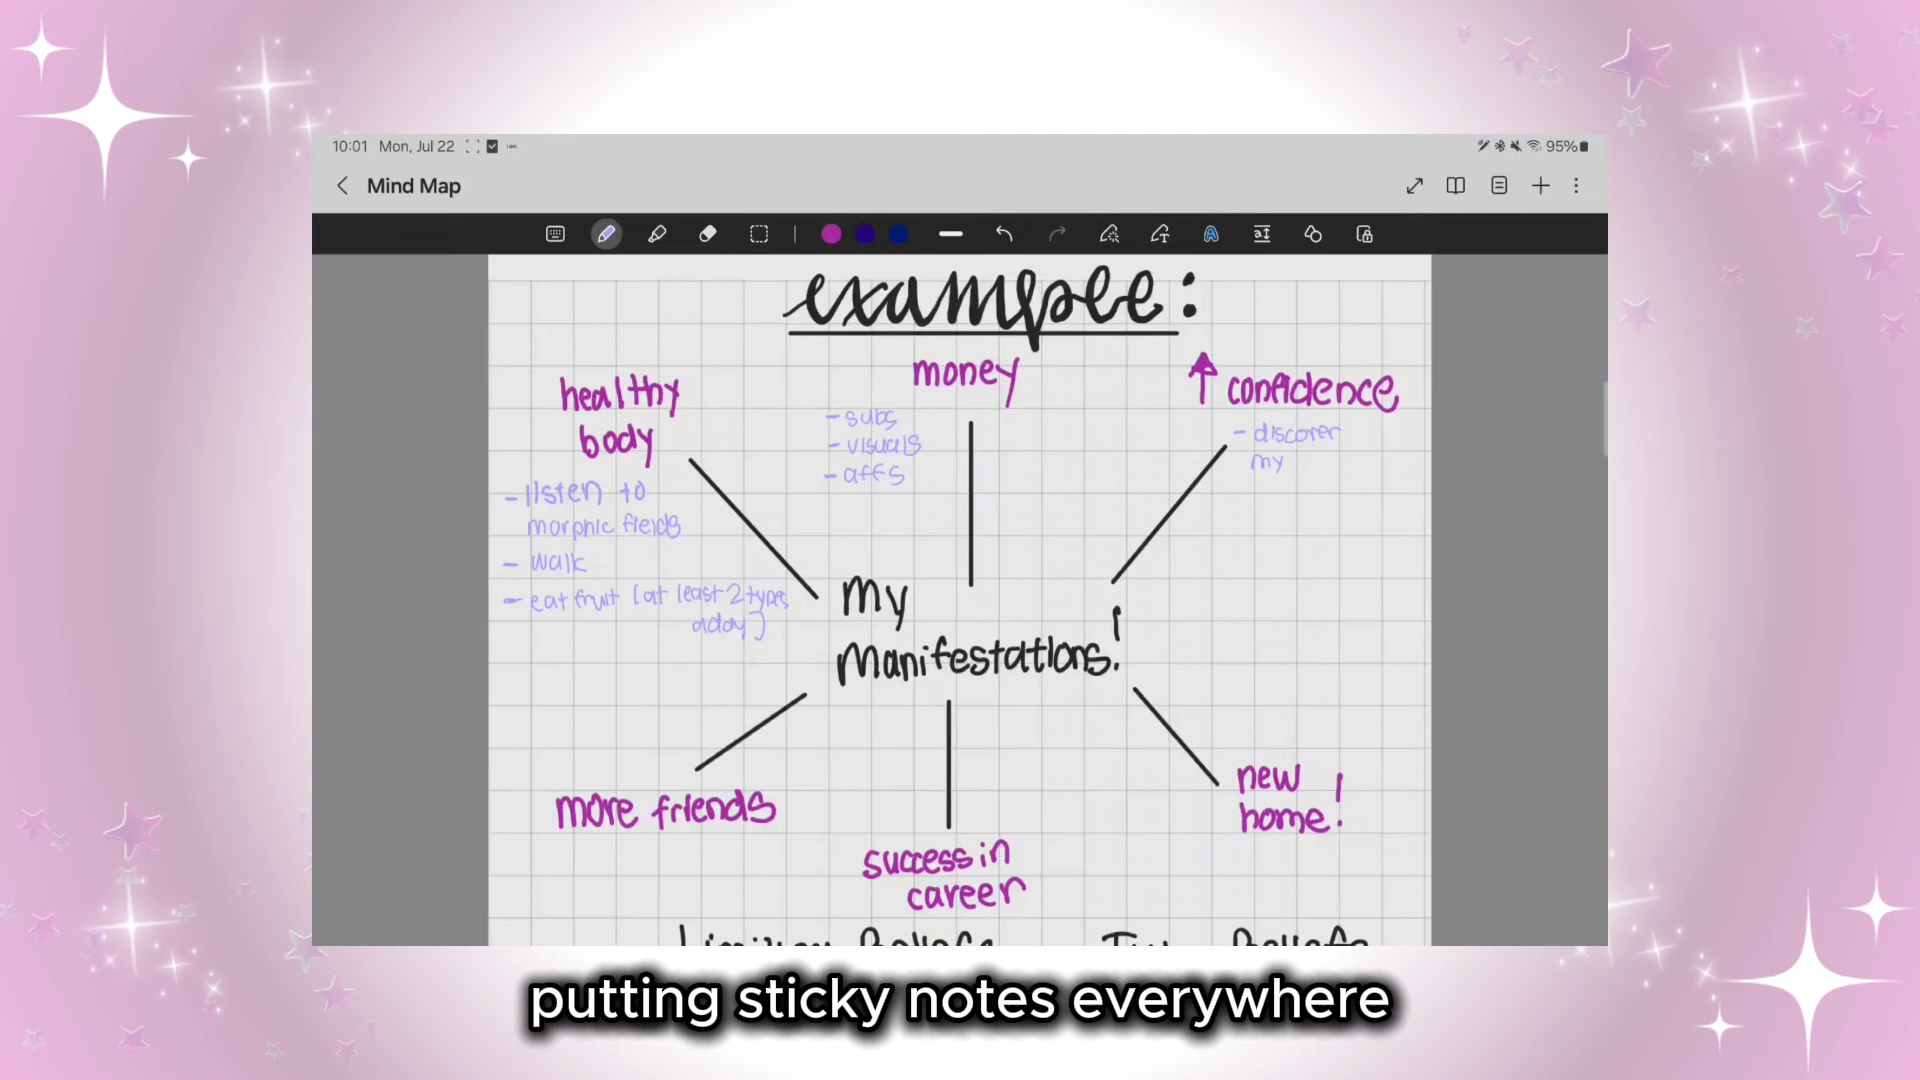 10:01 Mon, Jul 22
95%
Mind Map
example:
healthy
body
- listen to
morphic fields
- walk
- eat fruit (at least 2 types
a day)
money
- subs
- visuals
- affs
↑ confidence
- discover
my
my
manifestations!
more friends
success in
career
new
home!
Beliefs
Beliefs
putting sticky notes everywhere